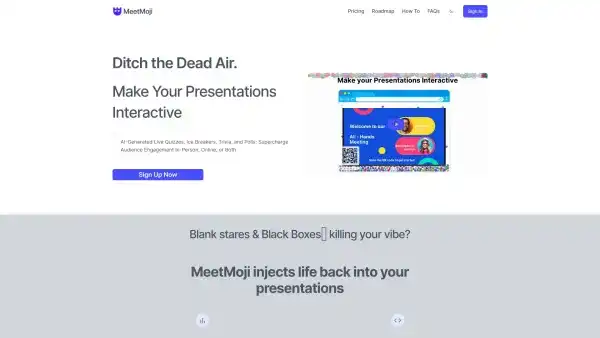 MeetMoji
Pricing Roadmap How To FAQs
Sign In
Ditch the Dead Air.
Make Your Presentations
Interactive
AI-Generated Live Quizzes, Ice Breakers, Trivia, and Polls: Supercharge
Audience Engagement In-Person, Online, or Both
Sign Up Now
Make your Presentations Interactive
Welcome to our
All - Hands
Meeting
Blank stares & Black Boxes killing your vibe?
MeetMoji injects life back into your
presentations